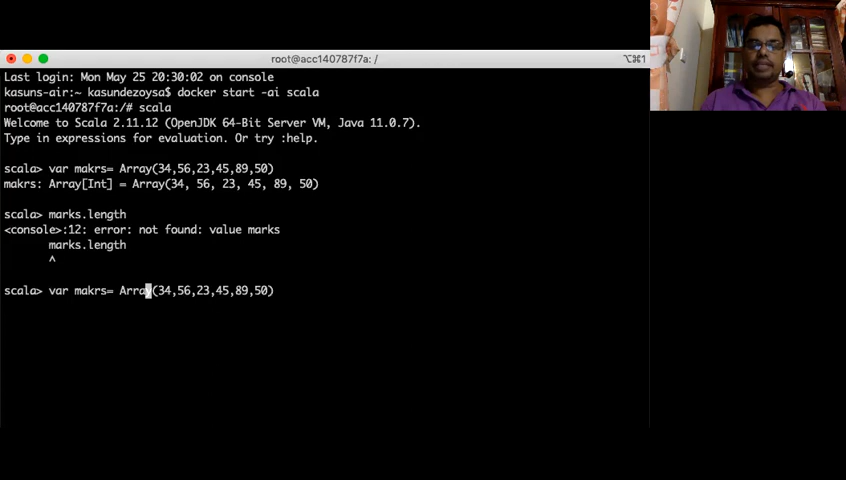 root@acc140787f7a: /
⌥⌘1
Last login: Mon May 25 20:30:02 on console
kasuns-air:~ kasundezoysa$ docker start -ai scala
root@acc140787f7a:/# scala
Welcome to Scala 2.11.12 (OpenJDK 64-Bit Server VM, Java 11.0.7).
Type in expressions for evaluation. Or try :help.
scala> var makrs= Array(34,56,23,45,89,50)
makrs: Array[Int] = Array(34, 56, 23, 45, 89, 50)
scala> marks.length
<console>:12: error: not found: value marks
marks.length
^
scala> var makrs= Array(34,56,23,45,89,50)